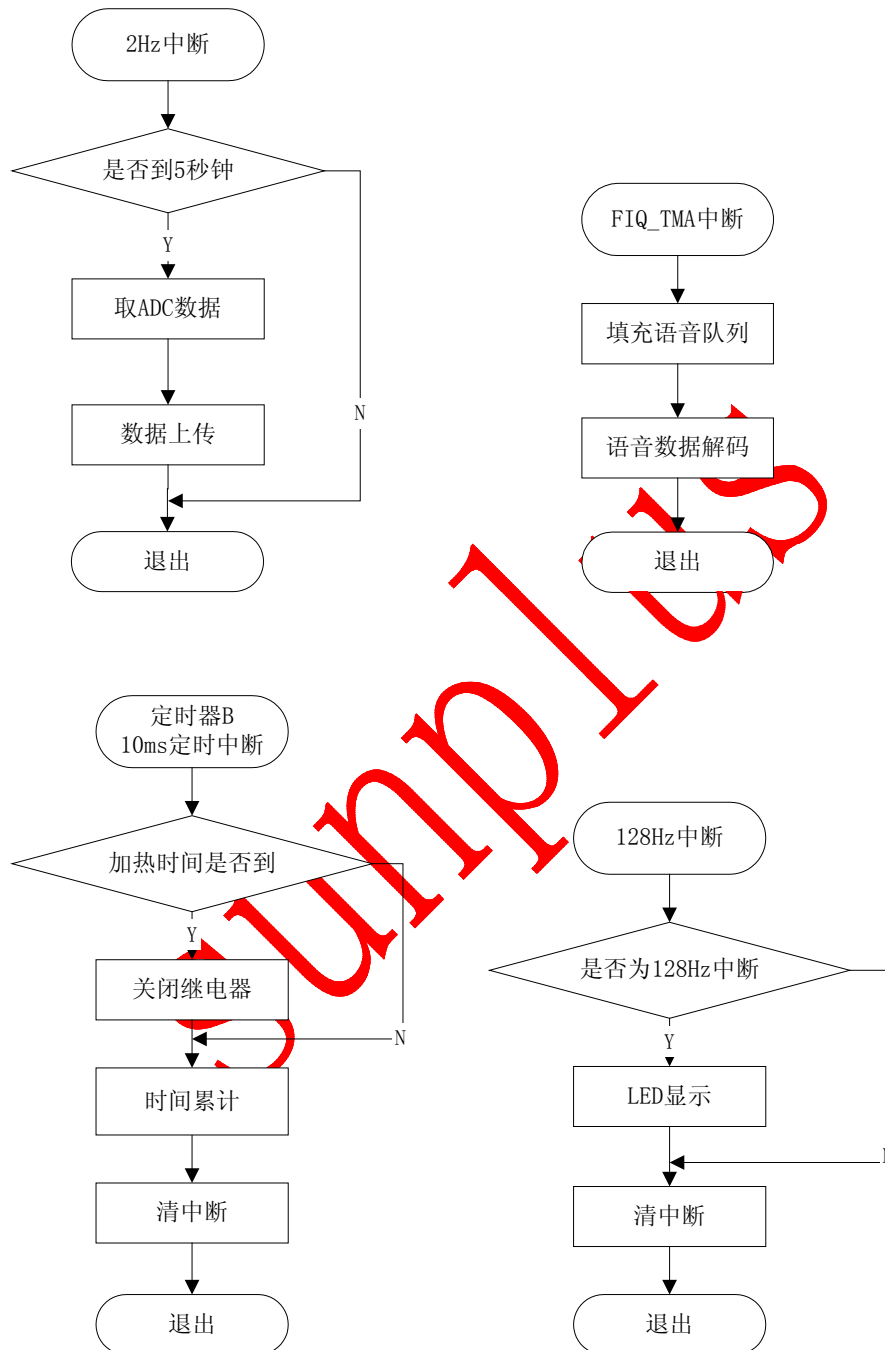 2Hz中断
是否到5秒钟
Y
N
取ADC数据
数据上传
退出
FIQ_TMA中断
填充语音队列
语音数据解码
退出
定时器B
10ms定时中断
加热时间是否到
Y
N
关闭继电器
时间累计
清中断
退出
128Hz中断
是否为128Hz中断
Y
N
LED显示
清中断
退出
sunplus